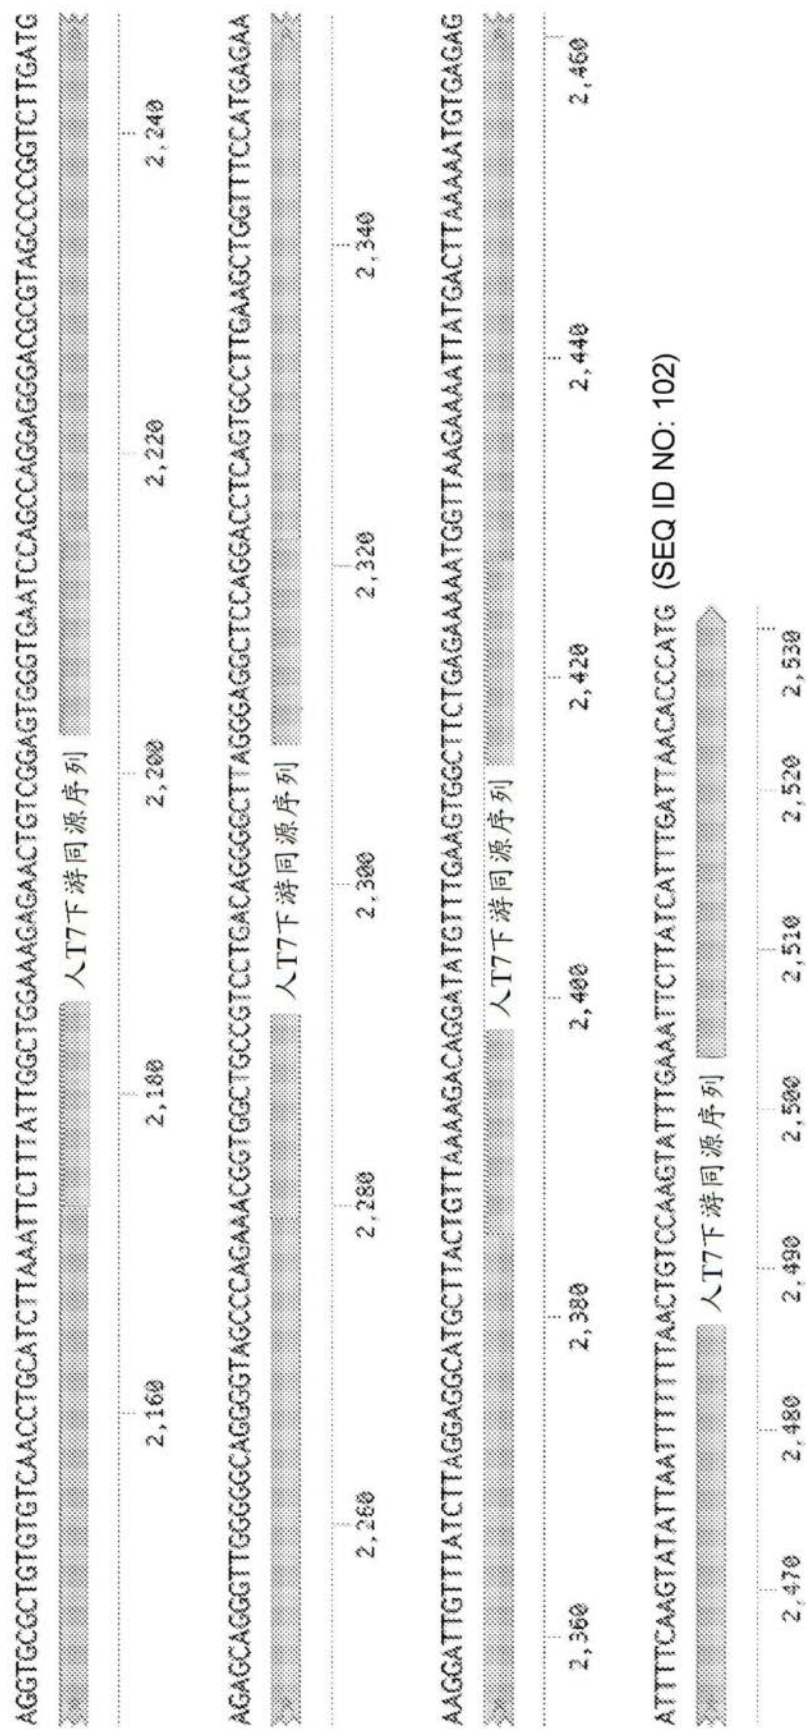 AGGTGCGCTGTGTGTCAACCTGCATCTTAAATTCTTTATTGGCTGGAAAGAGAACTGTCGGAGTGGGTGAATCCAGCCAGGAGGGACGCGTAGCCCCGGTCTTGATG
人T7下游同源序列
2,160 2,180 2,200 2,220 2,240
AGAGCAGGGTTGGGGGCAGGGGTAGCCCAGAAACGGTGGCTGCCGTCCTGACAGGGGCTTAGGGAGGCTCCAGGACCTCAGTGCCTTGAAGCTGGTTTCCATGAGAA
人T7下游同源序列
2,260 2,280 2,300 2,320 2,340
AAGGATTGTTTATCTTAGGAGGCATGCTTACTGTTAAAAGACAGGATATGTTTGAAGTGGCTTCTGAGAAAAATGGTTAAGAAAATTATGACTTAAAAATGTGAGAG
人T7下游同源序列
2,360 2,380 2,400 2,420 2,440 2,460
ATTTTCAAGTATATTAATTTTTTTAACTGTCCAAGTATTTGAAATTCTTATCATTTGATTAACACCCATG (SEQ ID NO: 102)
人T7下游同源序列
2,470 2,480 2,490 2,500 2,510 2,520 2,530